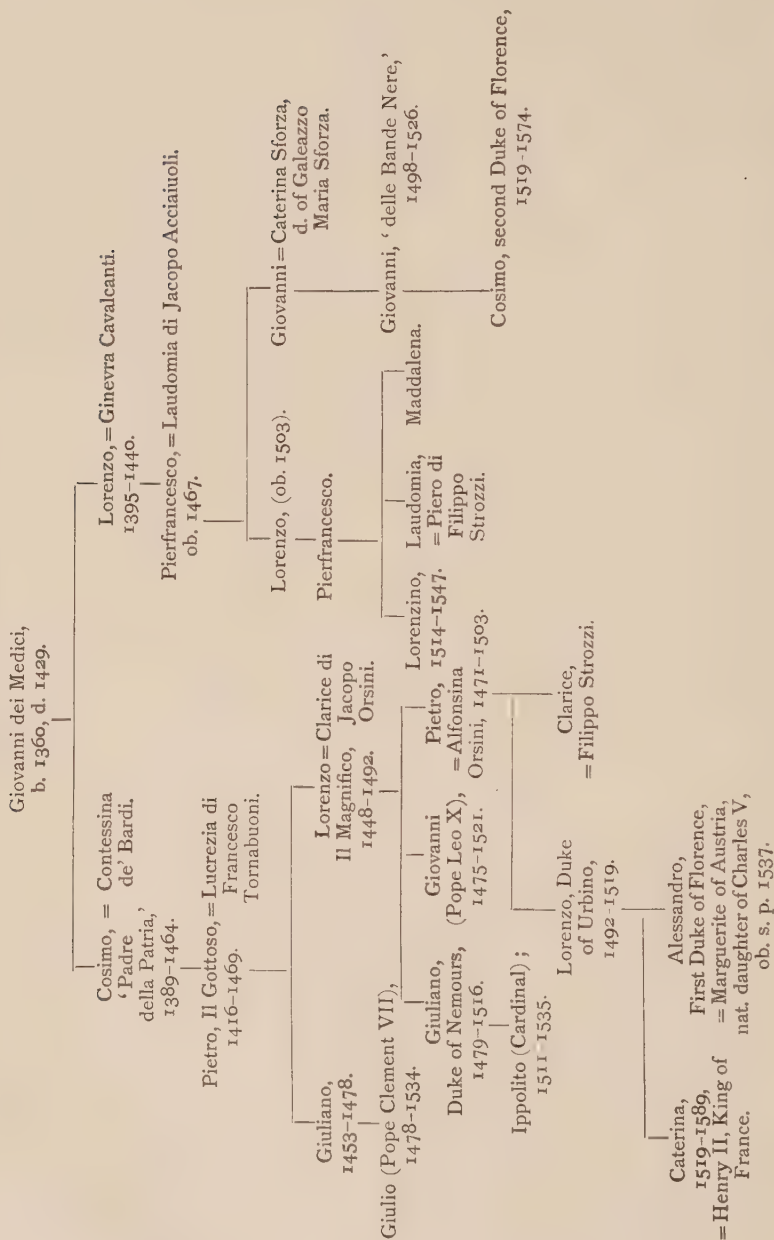 Giovanni dei Medici,
b. 1360, d. 1429.
Cosimo, = Contessina
‘ Padre de’ Bardi.
della Patria,’
1389–1464.
Lorenzo, = Ginevra Cavalcanti.
1395–1440.
Pietro, Il Gottoso, = Lucrezia di
1416–1469. Francesco
Tornabuoni.
Pierfrancesco, = Laudomia di Jacopo Acciaiuoli.
ob. 1467.
Giuliano,
1453–1478.
Lorenzo = Clarice di
Il Magnifico, Jacopo
1448–1492. Orsini.
Lorenzo, (ob. 1503).
Giovanni = Caterina Sforza,
d. of Galeazzo
Maria Sforza.
Giulio (Pope Clement VII),
1478–1534.
Pierfrancesco.
Giovanni, ‘ delle Bande Nere,’
1498–1526.
Giuliano,
Duke of Nemours,
1479–1516.
Giovanni
(Pope Leo X),
1475–1521.
Pietro,
= Alfonsina
Orsini, 1471–1503.
Lorenzino,
1514–1547.
Laudomia,
= Piero di
Filippo
Strozzi.
Maddalena.
Ippolito (Cardinal) ;
1511–1535.
Lorenzo, Duke
of Urbino,
1492–1519.
Clarice,
= Filippo Strozzi.
Cosimo, second Duke of Florence,
1519–1574.
Caterina,
1519–1589,
= Henry II, King of
France.
Alessandro,
First Duke of Florence,
= Marguerite of Austria,
nat. daughter of Charles V,
ob. s. p. 1537.